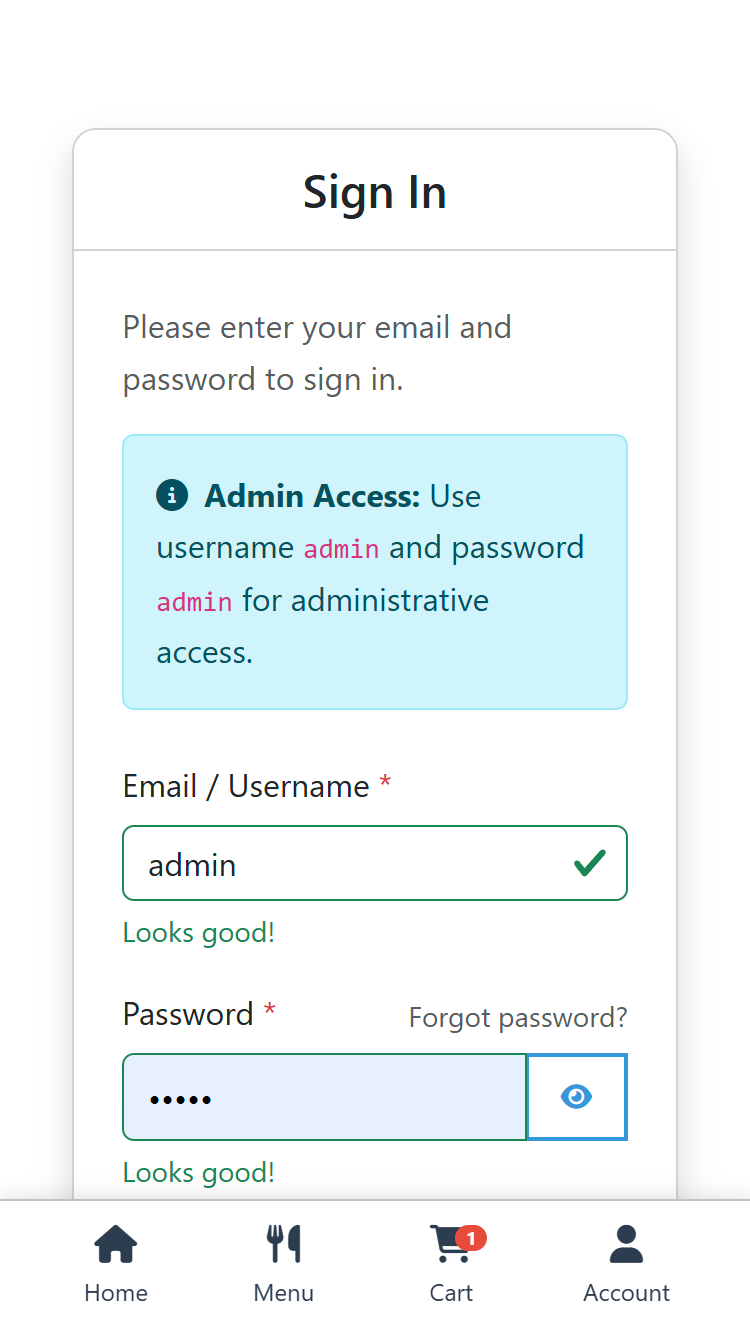 Sign In
Please enter your email and
password to sign in.
Admin Access: Use
username admin and password
admin for administrative
access.
Email / Username *
admin
Looks good!
Password *
Forgot password?
•••••
Looks good!
1
Home
Menu
Cart
Account